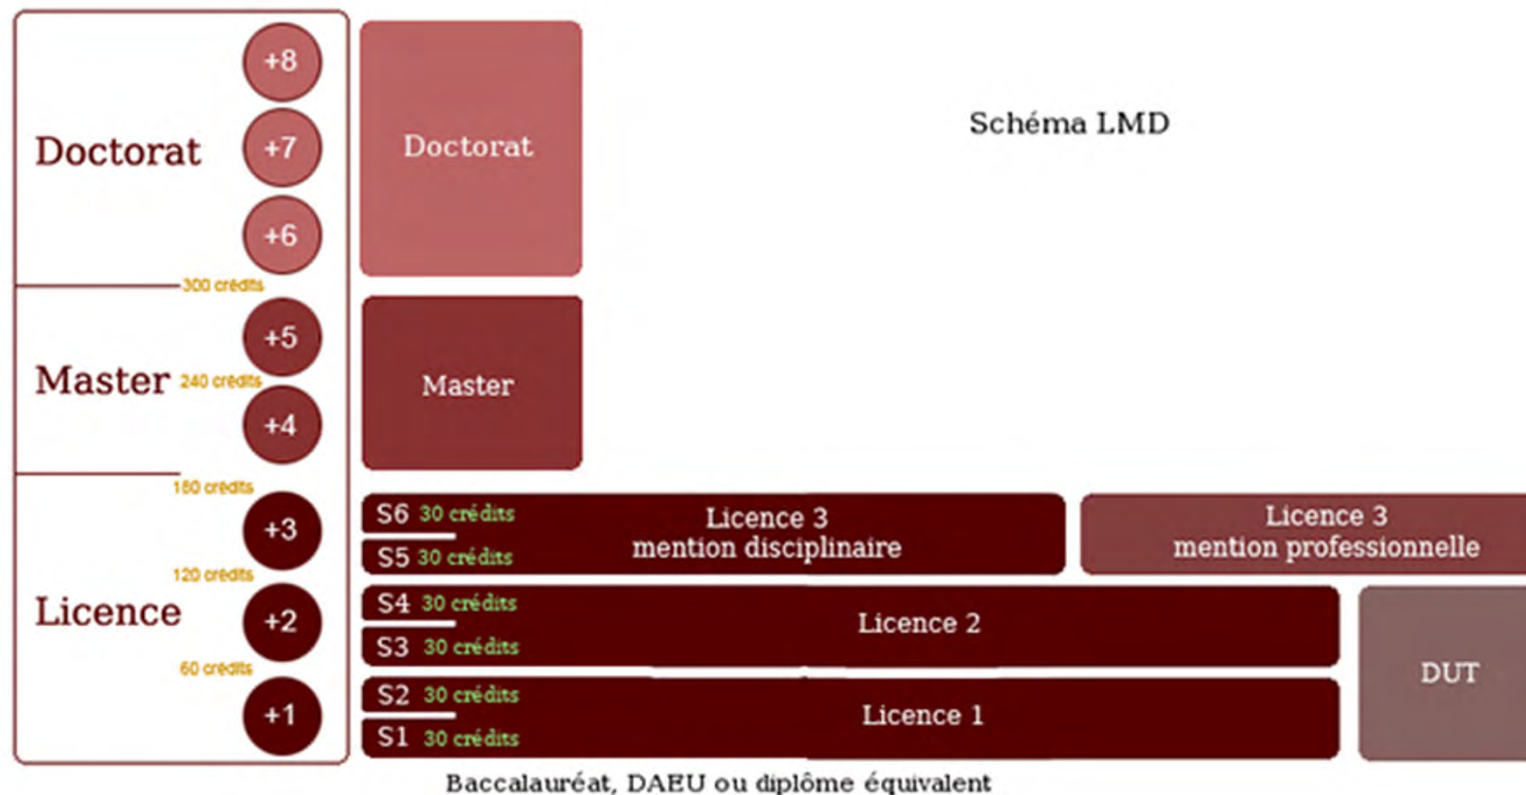 Schéma LMD
Doctorat
+8
+7
+6
Doctorat
300 crédits
Master
+5
240 crédits
+4
Master
180 crédits
Licence
+3
120 crédits
+2
60 crédits
+1
S6 30 crédits
S5 30 crédits
Licence 3
mention disciplinaire
Licence 3
mention professionnelle
S4 30 crédits
S3 30 crédits
Licence 2
S2 30 crédits
S1 30 crédits
Licence 1
DUT
Baccalauréat, DAEU ou diplôme équivalent